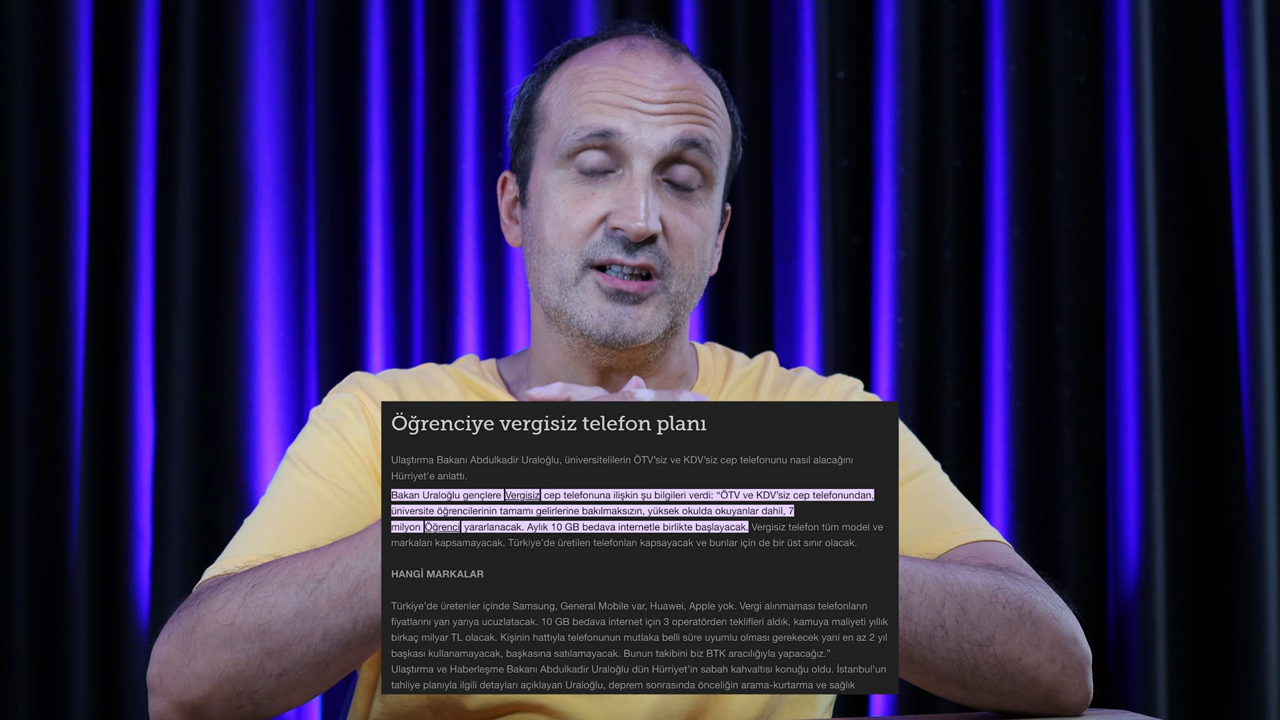 Öğrenciye vergisiz telefon planı
Ulaştırma Bakanı Abdulkadir Uraloğlu, üniversitelilerin ÖTV'siz ve KDV'siz cep telefonunu nasıl alacağını
Hürriyet'e anlattı.
Bakan Uraloğlu gençlere Vergisiz cep telefonuna ilişkin şu bilgileri verdi: “ÖTV ve KDV'siz cep telefonundan,
üniversite öğrencilerinin tamamı gelirlerine bakılmaksızın, yüksek okulda okuyanlar dahil, 7
milyon Öğrenci yararlanacak. Aylık 10 GB bedava internetle birlikte başlayacak. Vergisiz telefon tüm model ve
markaları kapsamayacak. Türkiye'de üretilen telefonları kapsayacak ve bunlar için de bir üst sınır olacak.
HANGİ MARKALAR
Türkiye'de üretenler içinde Samsung, General Mobile var, Huawei, Apple yok. Vergi alınmaması telefonların
fiyatlarını yarı yarıya ucuzlatacak. 10 GB bedava internet için 3 operatörden teklifleri aldık, kamuya maliyeti yıllık
birkaç milyar TL olacak. Kişinin hattıyla telefonunun mutlaka belli süre uyumlu olması gerekecek yani en az 2 yıl
başkası kullanamayacak, başkasına satılamayacak. Bunun takibini biz BTK aracılığıyla yapacağız.”
Ulaştırma ve Haberleşme Bakanı Abdulkadir Uraloğlu dün Hürriyet'in sabah kahvaltısı konuğu oldu. İstanbul'un
tahliye planıyla ilgili detayları açıklayan Uraloğlu, deprem sonrasında önceliğin arama-kurtarma ve sağlık